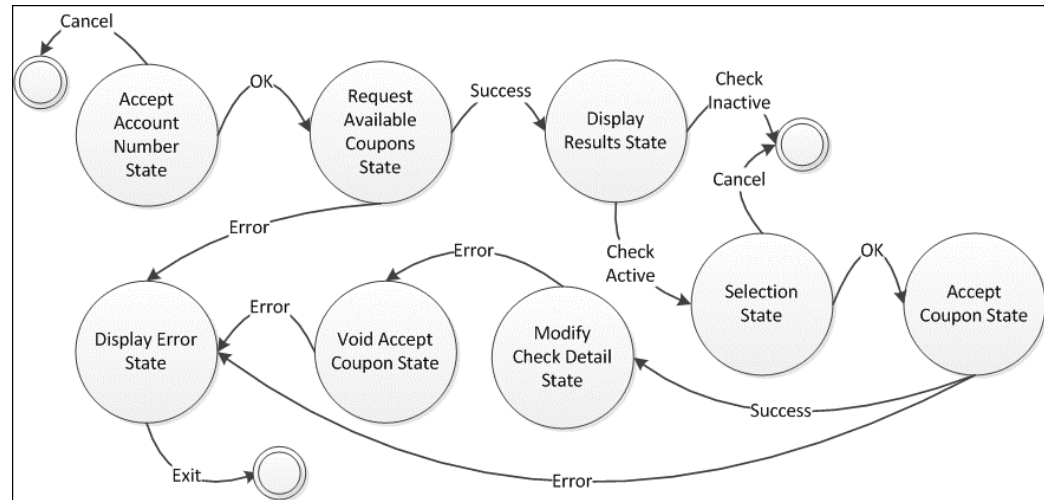 Cancel
Accept
Account
Number
State
OK
Request
Available
Coupons
State
Success
Display
Results State
Check
Inactive
Cancel
Error
Check
Active
Error
Selection
State
OK
Accept
Coupon State
Display Error
State
Error
Void Accept
Coupon State
Modify
Check Detail
State
Success
Exit
Error